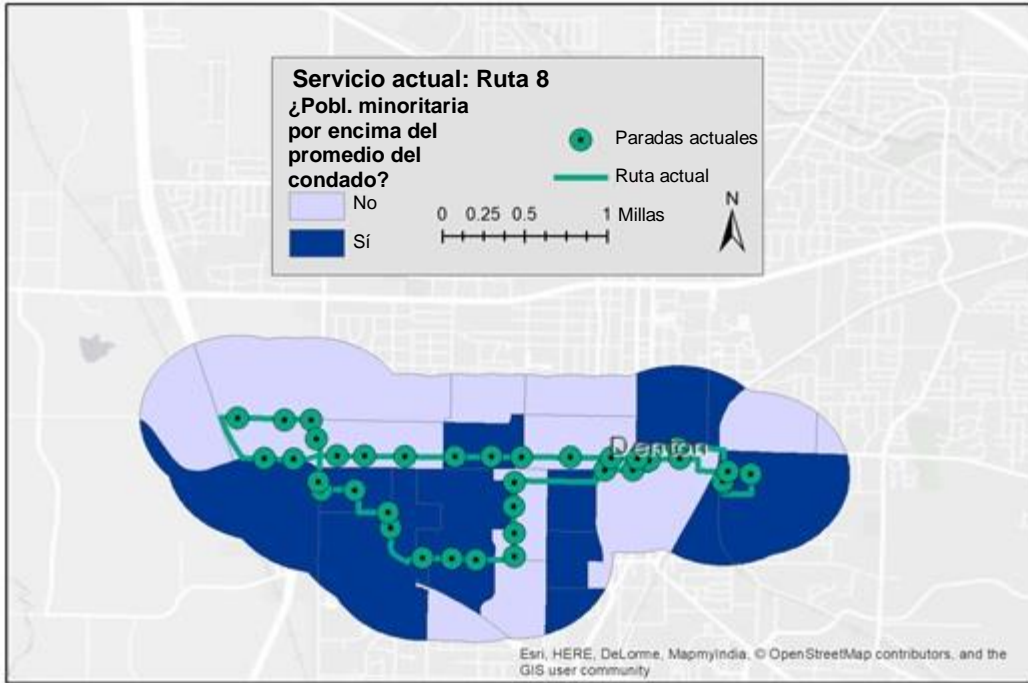 Servicio actual: Ruta 8
¿Pobl. minoritaria
por encima del
promedio del
condado?
No
Sí
Paradas actuales
Ruta actual
0 0.25 0.5 1 Millas
N
Denton
Esri, HERE, DeLorme, MapmyIndia, © OpenStreetMap contributors, and the
GIS user community